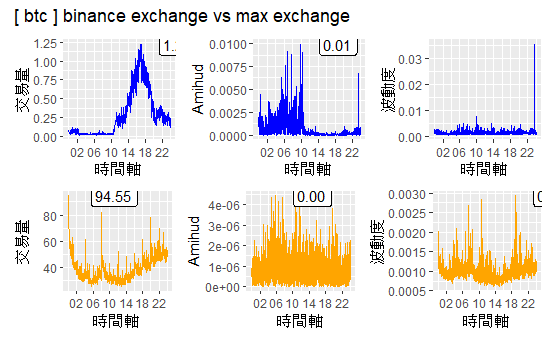 [ btc ] binance exchange vs max exchange
交易量
1.25
1.00
0.75
0.50
0.25
0.00
02 06 10 14 18 22
時間軸
Amihud
0.0100
0.0075
0.0050
0.0025
0.0000
0.01
02 06 10 14 18 22
時間軸
波動度
0.03
0.02
0.01
0.00
02 06 10 14 18 22
時間軸
交易量
80
60
40
94.55
02 06 10 14 18 22
時間軸
Amihud
4e-06
3e-06
2e-06
1e-06
0e+00
0.00
02 06 10 14 18 22
時間軸
波動度
0.0030
0.0025
0.0020
0.0015
0.0010
0.0005
02 06 10 14 18 22
時間軸